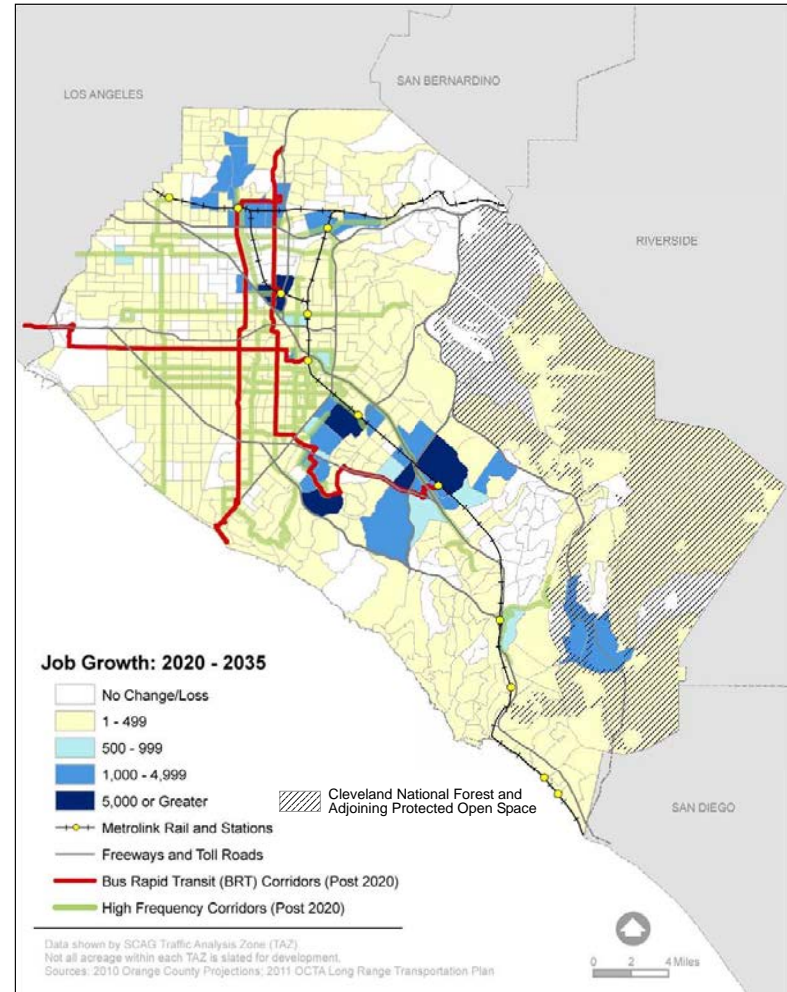 LOS ANGELES
SAN BERNARDINO
RIVERSIDE
SAN DIEGO
Job Growth: 2020 - 2035
No Change/Loss
1 - 499
500 - 999
1,000 - 4,999
5,000 or Greater
Cleveland National Forest and
Adjoining Protected Open Space
Metrolink Rail and Stations
Freeways and Toll Roads
Bus Rapid Transit (BRT) Corridors (Post 2020)
High Frequency Corridors (Post 2020)
Data shown by SCAG Traffic Analysis Zone (TAZ)
Not all acreage within each TAZ is slated for development.
Sources: 2010 Orange County Projections; 2011 OCTA Long Range Transportation Plan
0 2 4 Miles